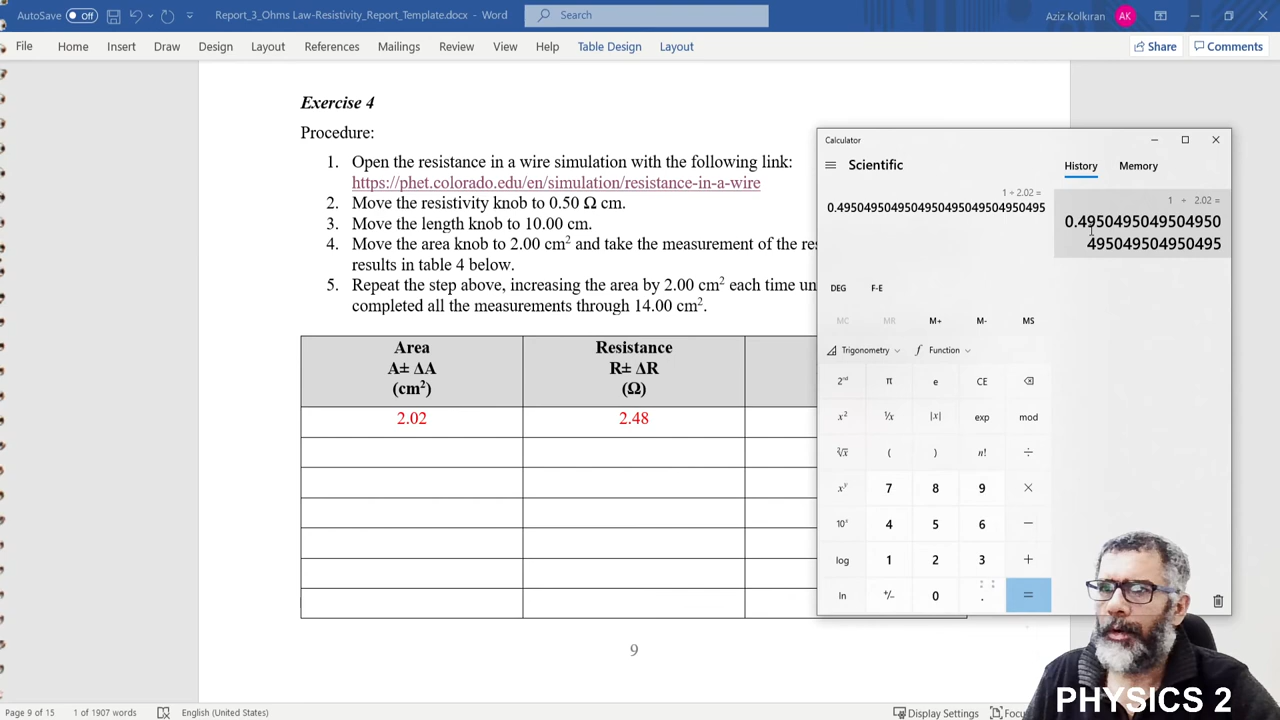 AutoSave Off
Report_3_Ohms Law-Resistivity_Report_Template.docx - Word
Search
Aziz Kolkıran AK
File Home Insert Draw Design Layout References Mailings Review View Help Table Design Layout
Share Comments
Exercise 4
Procedure:
1. Open the resistance in a wire simulation with the following link:
https://phet.colorado.edu/en/simulation/resistance-in-a-wire
2. Move the resistivity knob to 0.50 Ω cm.
3. Move the length knob to 10.00 cm.
4. Move the area knob to 2.00 cm² and take the measurement of the res
results in table 4 below.
5. Repeat the step above, increasing the area by 2.00 cm² each time un
completed all the measurements through 14.00 cm².
Area Resistance
A± ΔA R± ΔR
(cm²) (Ω)
2.02 2.48
9
Calculator
Scientific
History Memory
1 ÷ 2.02 =
0.49504950495049504950495049504950495
1 ÷ 2.02 =
0.4950495049504950
495049504950495
DEG F-E
MC MR M+ M- MS
Trigonometry Function
2ⁿᵈ π e CE
x² ¹/x |x| exp mod
²√x ( ) n! ÷
xʸ 7 8 9 ×
10ˣ 4 5 6 −
log 1 2 3 +
ln +/− 0 . =
Page 9 of 15 1 of 1907 words English (United States)
Display Settings Focu
PHYSICS 2